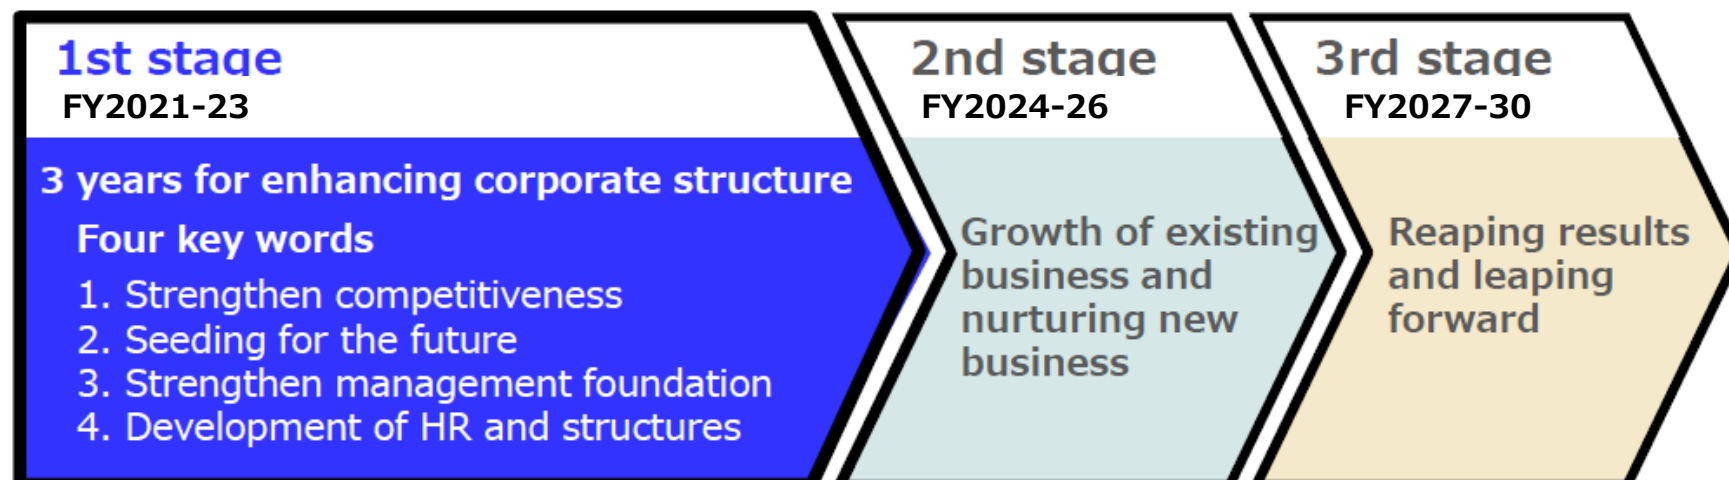 1st stage
FY2021-23
3 years for enhancing corporate structure
Four key words
1. Strengthen competitiveness
2. Seeding for the future
3. Strengthen management foundation
4. Development of HR and structures
2nd stage
FY2024-26
Growth of existing
business and
nurturing new
business
3rd stage
FY2027-30
Reaping results
and leaping
forward